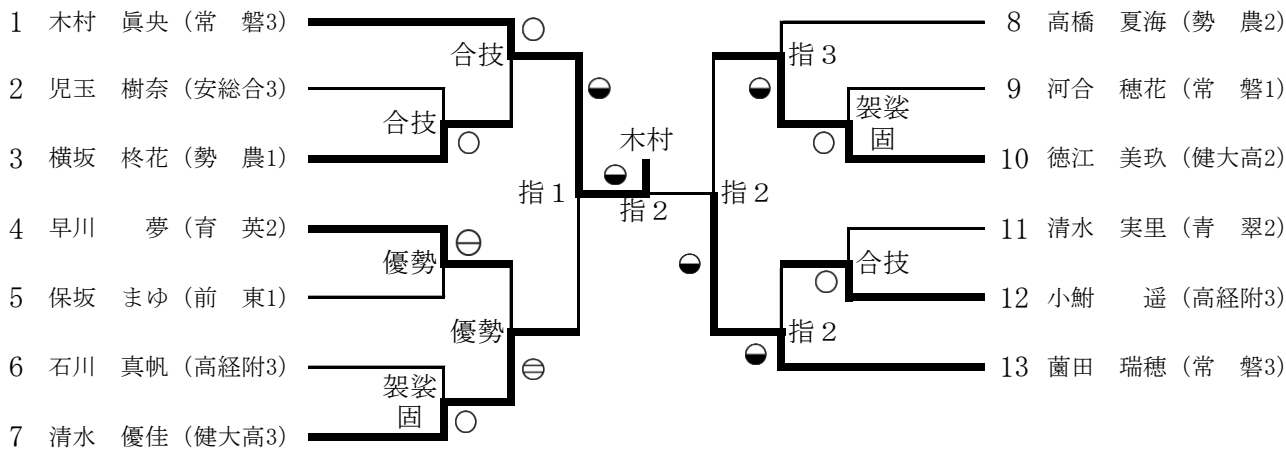 1 木村 眞央 (常 磐3)
2 児玉 樹奈 (安総合3)
3 横坂 柊花 (勢 農1)
4 早川 夢 (育 英2)
5 保坂 まゆ (前 東1)
6 石川 真帆 (高経附3)
7 清水 優佳 (健大高3)
合技
合技
優勢
優勢
袈裟
固
指1
木村
指2
指2
指3
袈裟
固
合技
指2
8 高橋 夏海 (勢 農2)
9 河合 穂花 (常 磐1)
10 徳江 美玖 (健大高2)
11 清水 実里 (青 翠2)
12 小鮒 遥 (高経附3)
13 薗田 瑞穂 (常 磐3)